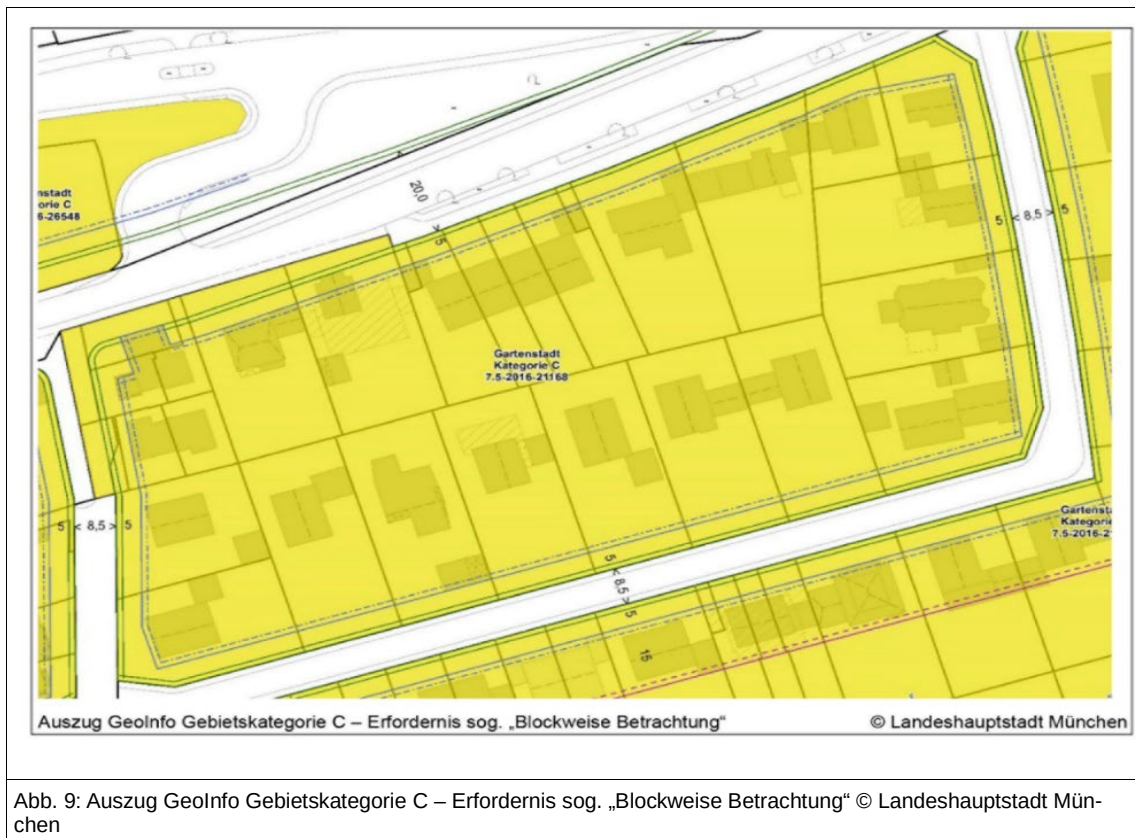 nstadt
orie C
6-26548
20,0
5
5 < 8,5 > 5
Gartenstadt
Kategorie C
7.5-2016-21168
5 < 8,5 > 5
Gartensta
Kategorie
7.5-2016-2
5 < 8,5 > 5
15
Auszug GeoInfo Gebietskategorie C – Erfordernis sog. „Blockweise Betrachtung“ © Landeshauptstadt München
Abb. 9: Auszug GeoInfo Gebietskategorie C – Erfordernis sog. „Blockweise Betrachtung“ © Landeshauptstadt Mün-
chen